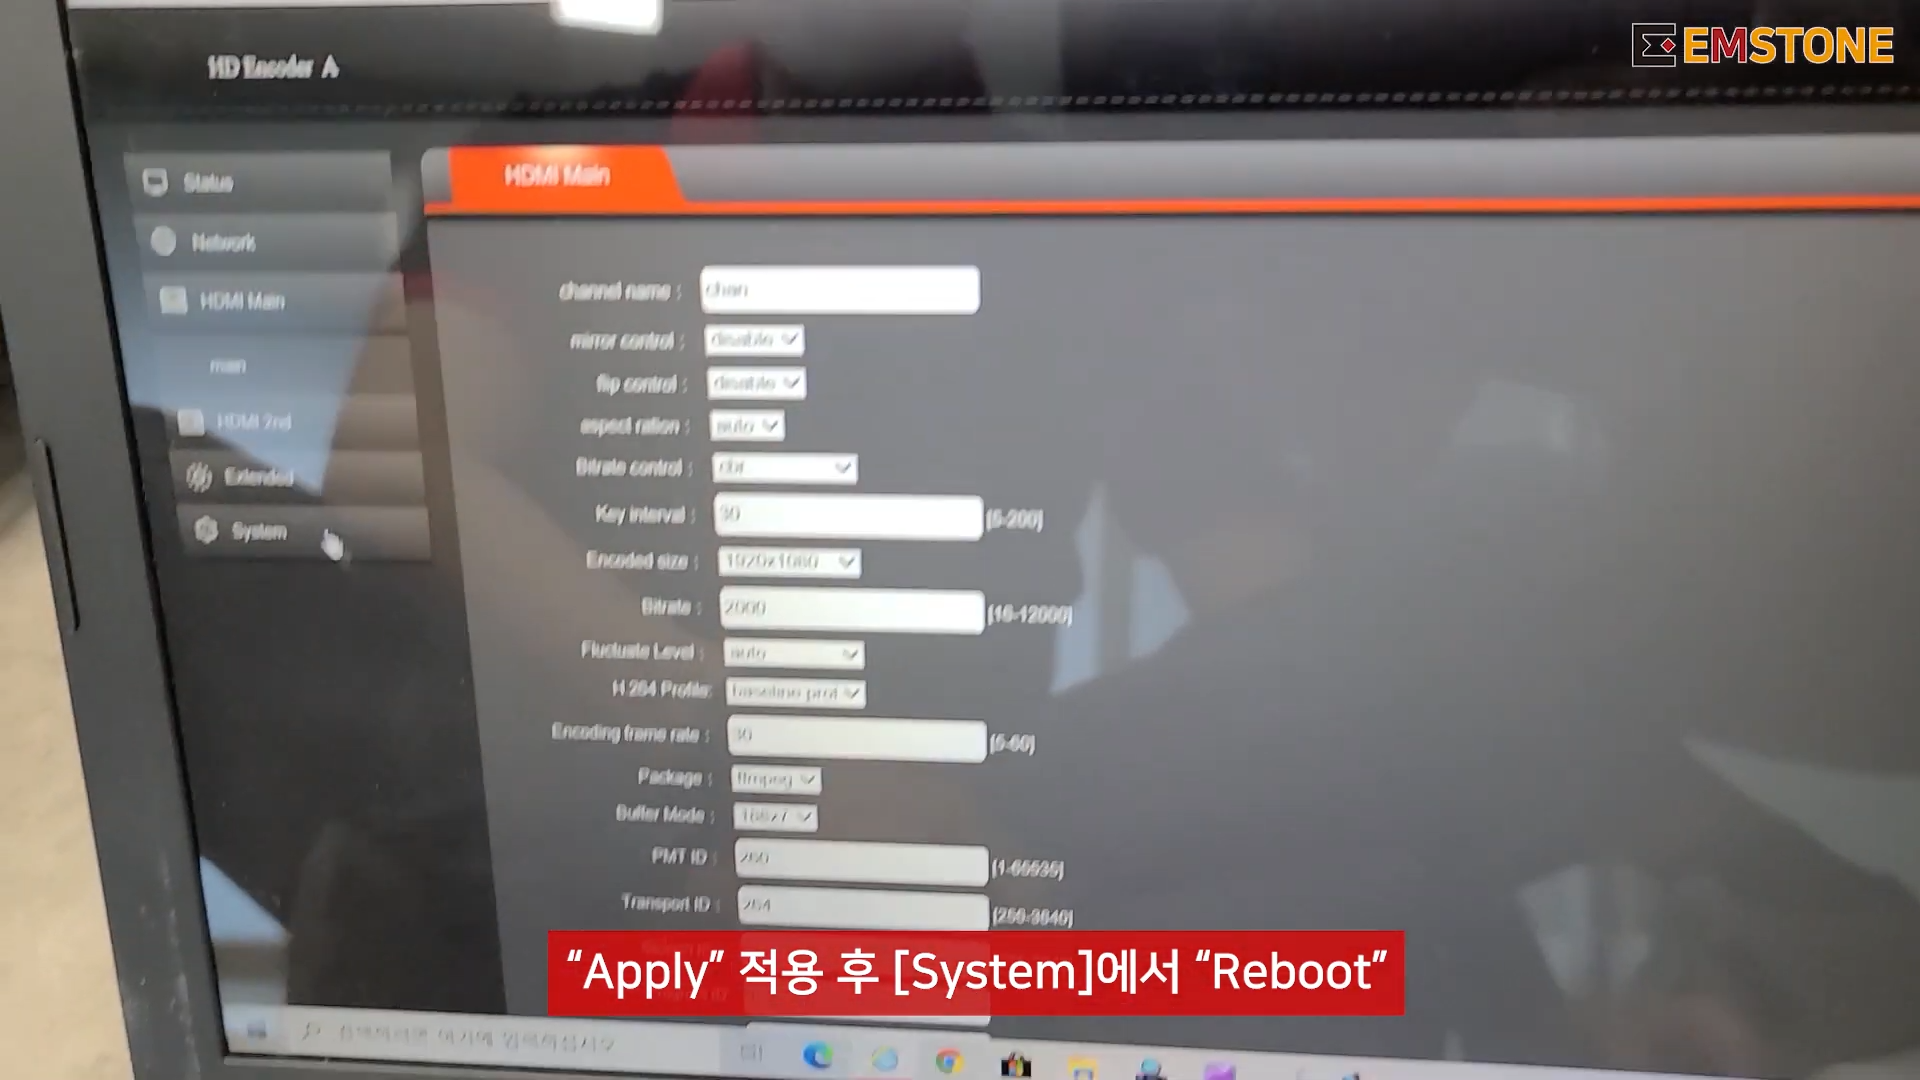 EMSTONE
HD Encoder A
Status
Network
HDMI Main
main
HDMI 2nd
Extended
System
HDMI Main
channel name : chan
mirror control : disable
flip control : disable
aspect ration : auto
Bitrate control : cbr
Key interval : 30 [5-200]
Encoded size : 1920x1080
Bitrate : 2000 [16-12000]
Fluctuate Level : auto
H.264 Profile: baseline prof
Encoding frame rate : 30 [5-60]
Package : ffmpeg
Buffer Mode : 188x7
PMT ID : 260 [1-65535]
Transport ID : 264 [256-3840]
“Apply” 적용 후 [System]에서 “Reboot”